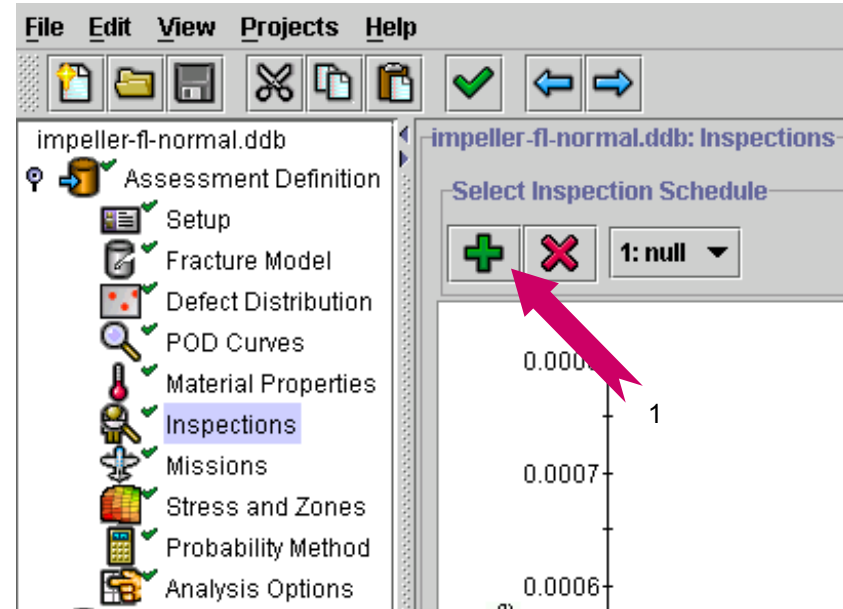 File Edit View Projects Help
impeller-fl-normal.ddb
Assessment Definition
Setup
Fracture Model
Defect Distribution
POD Curves
Material Properties
Inspections
Missions
Stress and Zones
Probability Method
Analysis Options
impeller-fl-normal.ddb: Inspections
Select Inspection Schedule
1: null
1
0.0007
0.0006